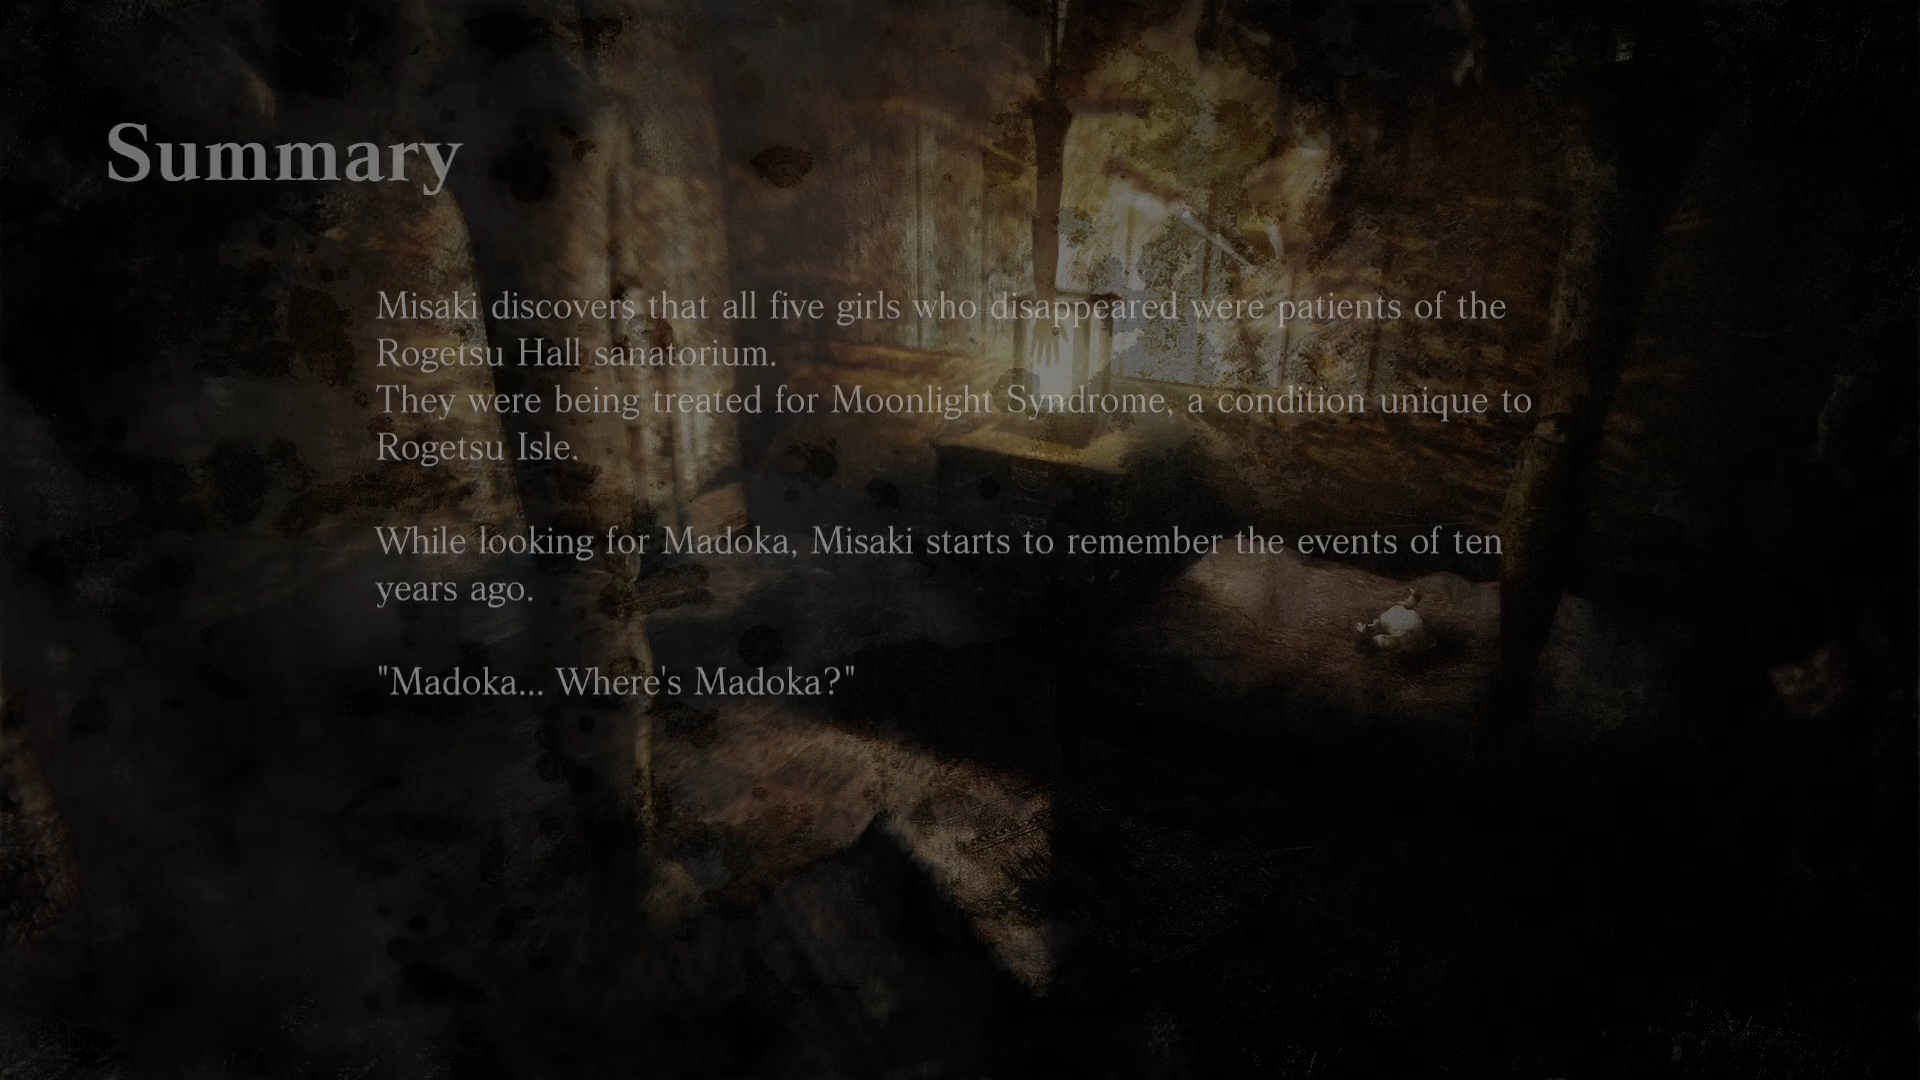 Summary
Misaki discovers that all five girls who disappeared were patients of the
Rogetsu Hall sanatorium.
They were being treated for Moonlight Syndrome, a condition unique to
Rogetsu Isle.
While looking for Madoka, Misaki starts to remember the events of ten
years ago.
"Madoka... Where's Madoka?"